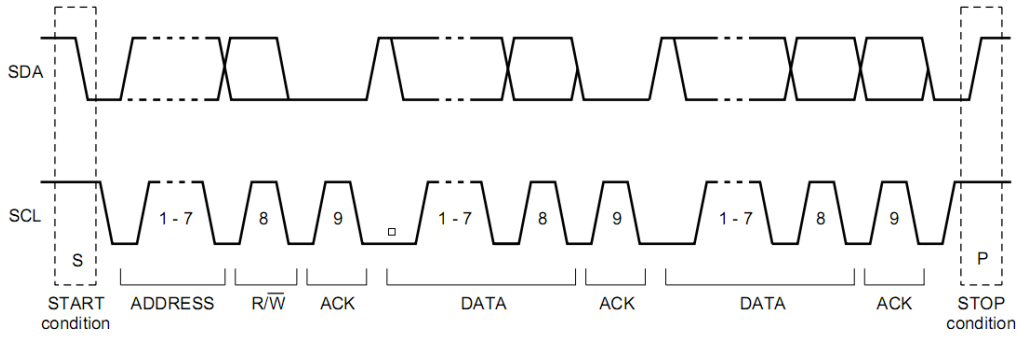 SDA
SCL
1 - 7
8
9
1 - 7
8
9
1 - 7
8
9
S
P
START
condition
ADDRESS
R/W̅
ACK
DATA
ACK
DATA
ACK
STOP
condition